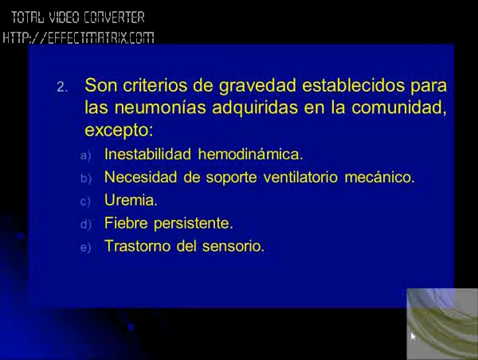 TOTAL VIDEO CONVERTER
HTTP://EFFECTMATRIX.COM
2. Son criterios de gravedad establecidos para
las neumonías adquiridas en la comunidad,
excepto:
a) Inestabilidad hemodinámica.
b) Necesidad de soporte ventilatorio mecánico.
c) Uremia.
d) Fiebre persistente.
e) Trastorno del sensorio.